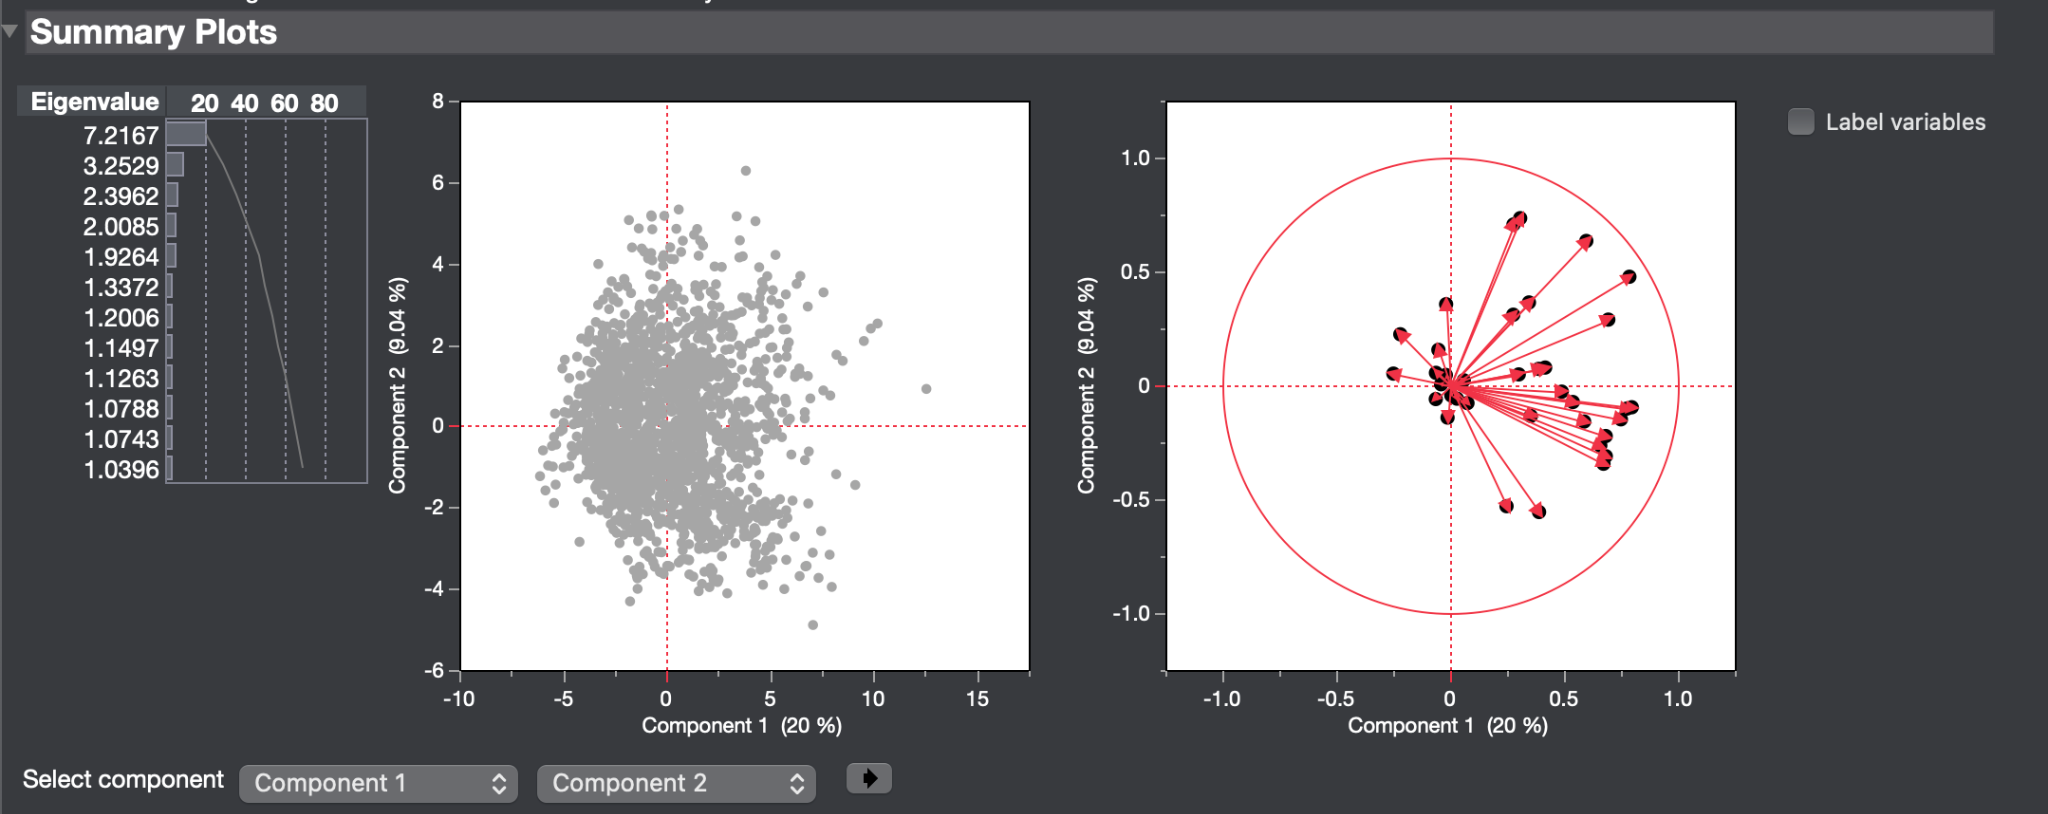 Summary Plots
Eigenvalue 20 40 60 80
7.2167
3.2529
2.3962
2.0085
1.9264
1.3372
1.2006
1.1497
1.1263
1.0788
1.0743
1.0396
Component 2 (9.04 %)
8
6
4
2
0
-2
-4
-6
-10 -5 0 5 10 15
Component 1 (20 %)
Component 2 (9.04 %)
1.0
0.5
0
-0.5
-1.0
-1.0 -0.5 0 0.5 1.0
Component 1 (20 %)
Label variables
Select component Component 1 Component 2